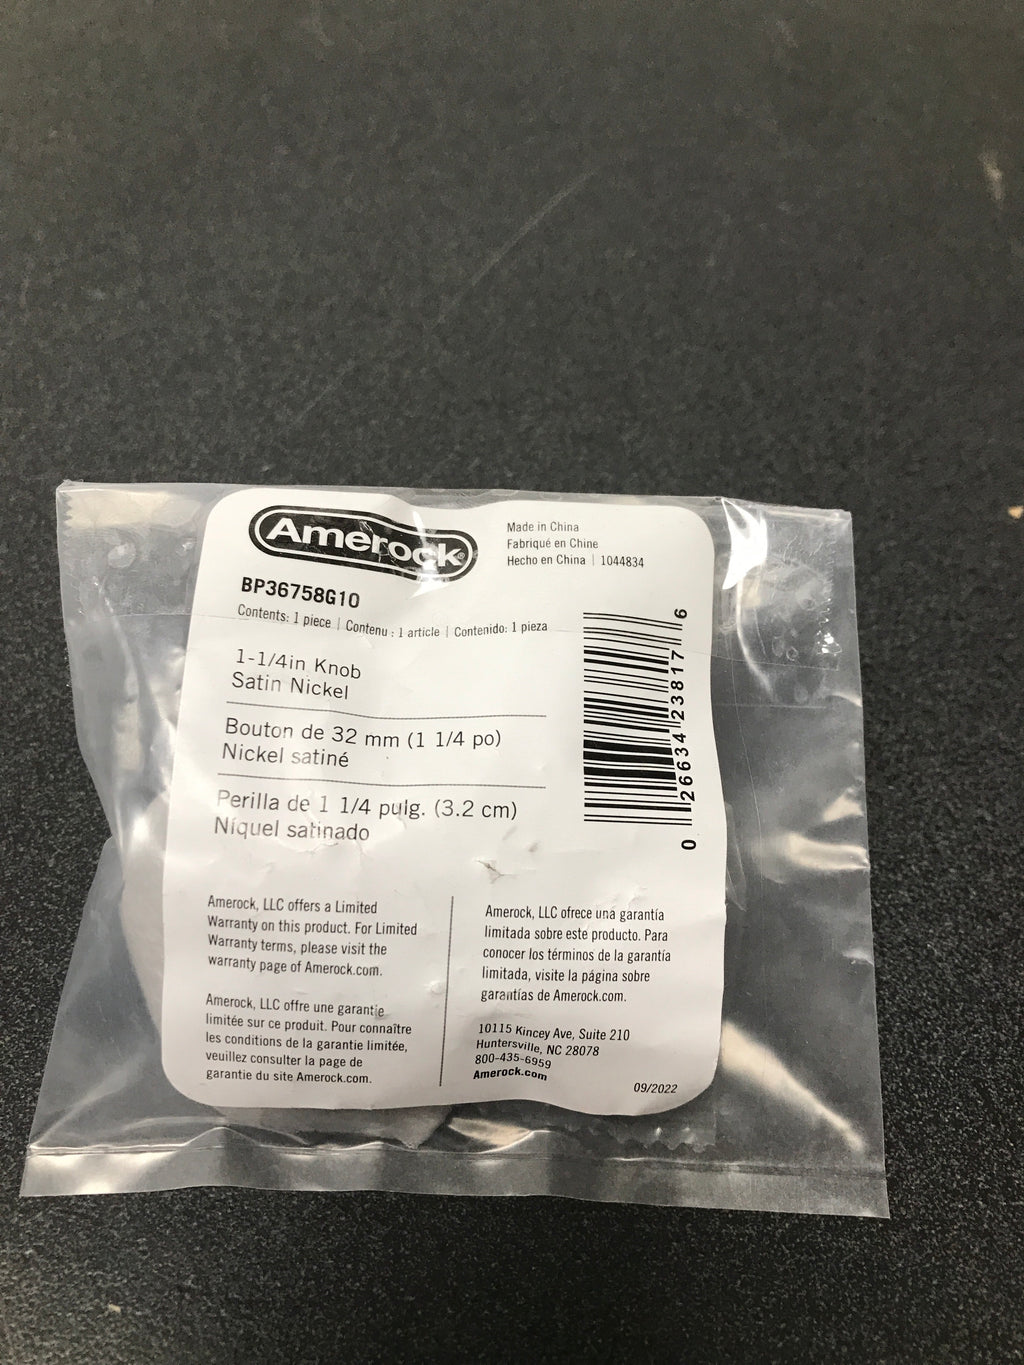 Amerock®
Made in China
Fabriqué en Chine
Hecho en China | 1044834
BP36758G10
Contents: 1 piece | Contenu : 1 article | Contenido: 1 pieza
1-1/4in Knob
Satin Nickel
Bouton de 32 mm (1 1/4 po)
Nickel satiné
Perilla de 1 1/4 pulg. (3.2 cm)
Níquel satinado
0 26634 23817 6
Amerock, LLC offers a Limited
Warranty on this product. For Limited
Warranty terms, please visit the
warranty page of Amerock.com.
Amerock, LLC offre une garantie
limitée sur ce produit. Pour connaître
les conditions de la garantie limitée,
veuillez consulter la page de
garantie du site Amerock.com.
Amerock, LLC ofrece una garantía
limitada sobre este producto. Para
conocer los términos de la garantía
limitada, visite la página sobre
garantías de Amerock.com.
10115 Kincey Ave, Suite 210
Huntersville, NC 28078
800-435-6959
Amerock.com
09/2022